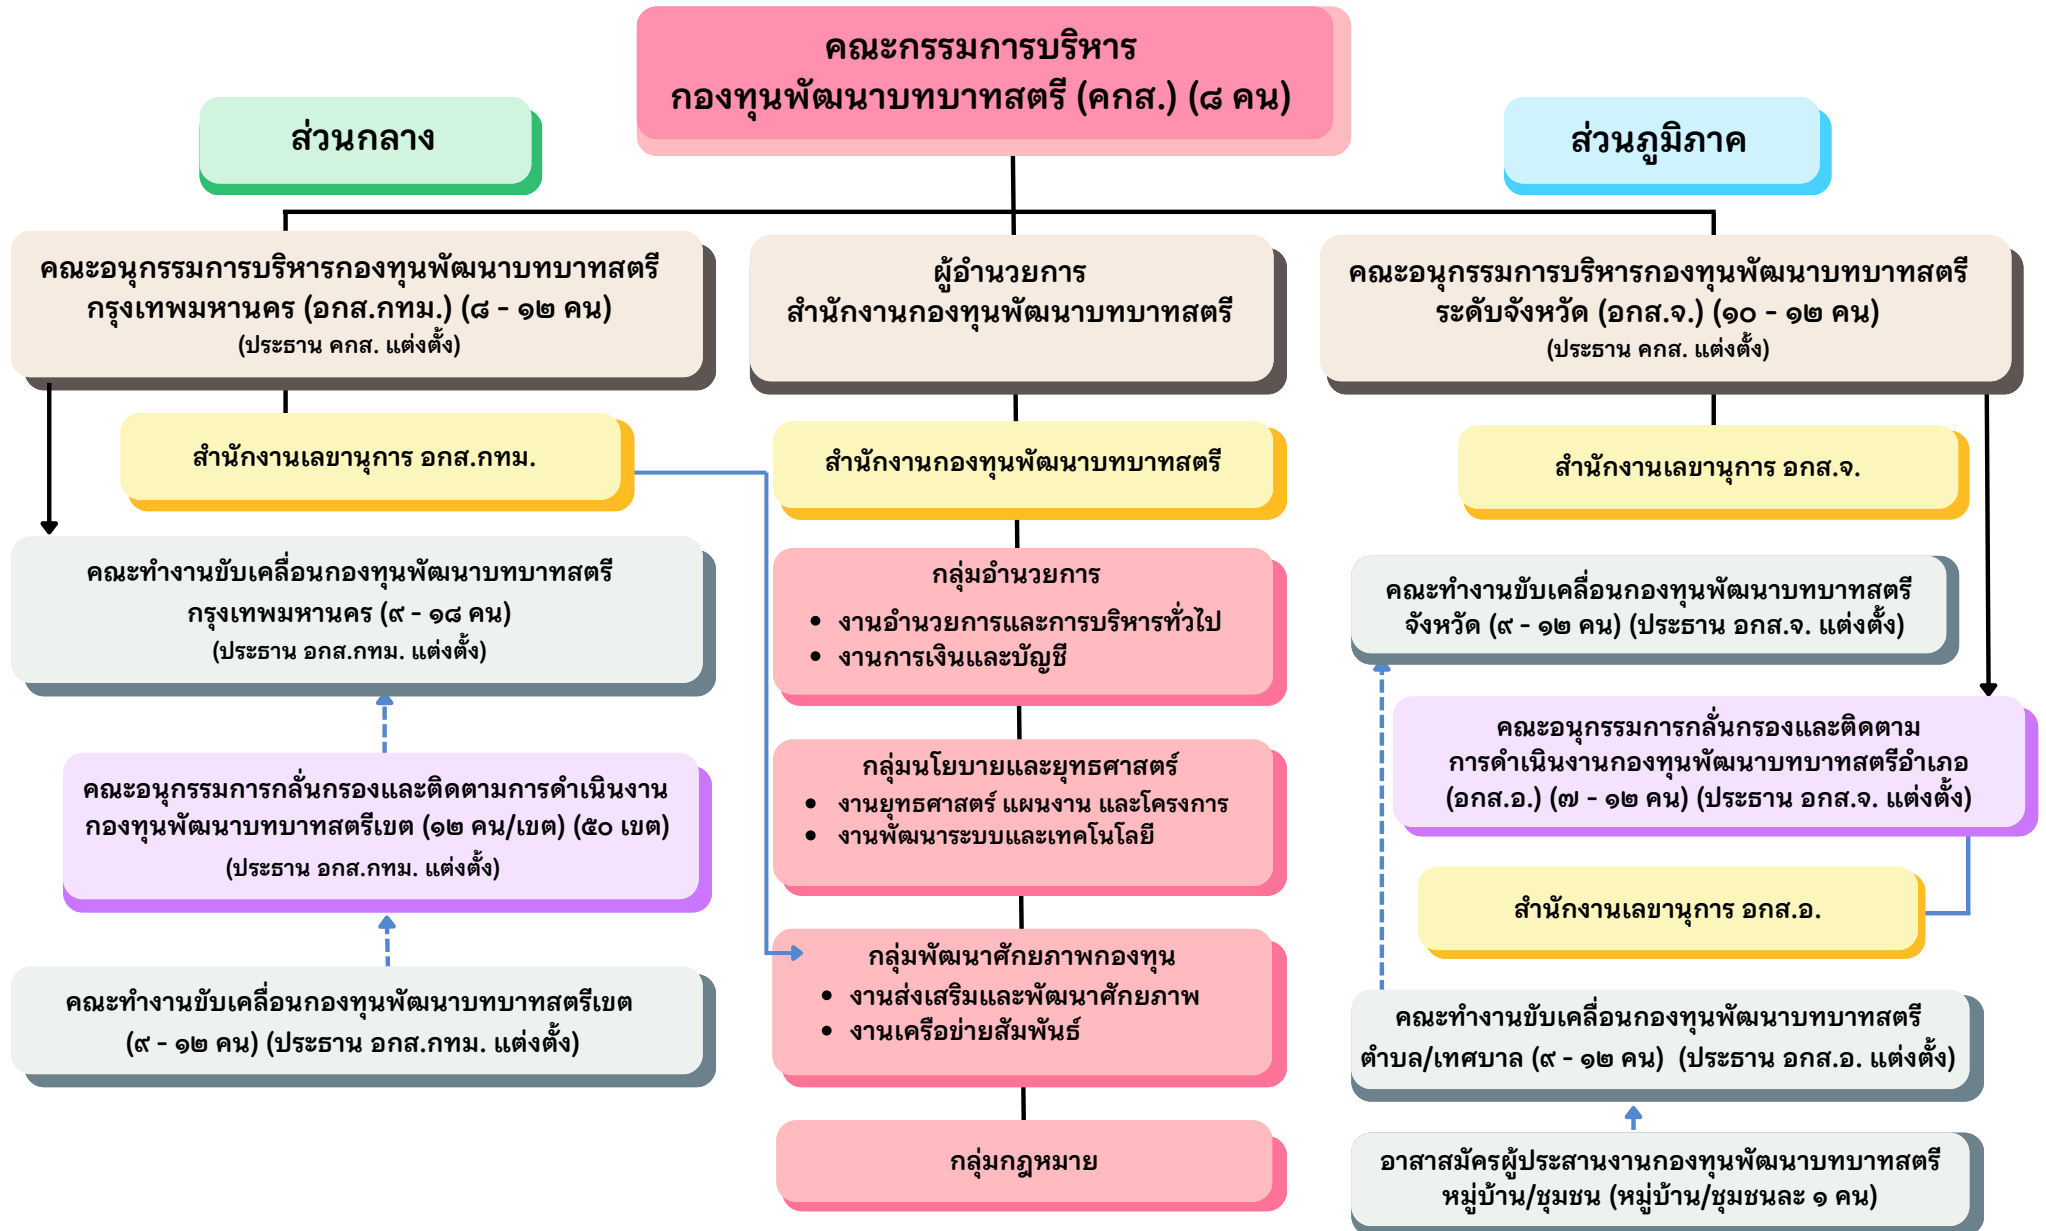 คณะกรรมการบริหาร
กองทุนพัฒนาบทบาทสตรี (คกส.) (๘ คน)
ส่วนกลาง
ส่วนภูมิภาค
คณะอนุกรรมการบริหารกองทุนพัฒนาบทบาทสตรี
กรุงเทพมหานคร (อกส.กทม.) (๘ - ๑๒ คน)
(ประธาน คกส. แต่งตั้ง)
สำนักงานเลขานุการ อกส.กทม.
คณะทำงานขับเคลื่อนกองทุนพัฒนาบทบาทสตรี
กรุงเทพมหานคร (๙ - ๑๘ คน)
(ประธาน อกส.กทม. แต่งตั้ง)
คณะอนุกรรมการกลั่นกรองและติดตามการดำเนินงาน
กองทุนพัฒนาบทบาทสตรีเขต (๑๒ คน/เขต) (๕๐ เขต)
(ประธาน อกส.กทม. แต่งตั้ง)
คณะทำงานขับเคลื่อนกองทุนพัฒนาบทบาทสตรีเขต
(๙ - ๑๒ คน) (ประธาน อกส.กทม. แต่งตั้ง)
ผู้อำนวยการ
สำนักงานกองทุนพัฒนาบทบาทสตรี
สำนักงานกองทุนพัฒนาบทบาทสตรี
กลุ่มอำนวยการ
• งานอำนวยการและการบริหารทั่วไป
• งานการเงินและบัญชี
กลุ่มนโยบายและยุทธศาสตร์
• งานยุทธศาสตร์ แผนงาน และโครงการ
• งานพัฒนาระบบและเทคโนโลยี
กลุ่มพัฒนาศักยภาพกองทุน
• งานส่งเสริมและพัฒนาศักยภาพ
• งานเครือข่ายสัมพันธ์
กลุ่มกฎหมาย
คณะอนุกรรมการบริหารกองทุนพัฒนาบทบาทสตรี
ระดับจังหวัด (อกส.จ.) (๑๐ - ๑๒ คน)
(ประธาน คกส. แต่งตั้ง)
สำนักงานเลขานุการ อกส.จ.
คณะทำงานขับเคลื่อนกองทุนพัฒนาบทบาทสตรี
จังหวัด (๙ - ๑๒ คน) (ประธาน อกส.จ. แต่งตั้ง)
คณะอนุกรรมการกลั่นกรองและติดตาม
การดำเนินงานกองทุนพัฒนาบทบาทสตรีอำเภอ
(อกส.อ.) (๗ - ๑๒ คน) (ประธาน อกส.จ. แต่งตั้ง)
สำนักงานเลขานุการ อกส.อ.
คณะทำงานขับเคลื่อนกองทุนพัฒนาบทบาทสตรี
ตำบล/เทศบาล (๙ - ๑๒ คน) (ประธาน อกส.อ. แต่งตั้ง)
อาสาสมัครผู้ประสานงานกองทุนพัฒนาบทบาทสตรี
หมู่บ้าน/ชุมชน (หมู่บ้าน/ชุมชนละ ๑ คน)